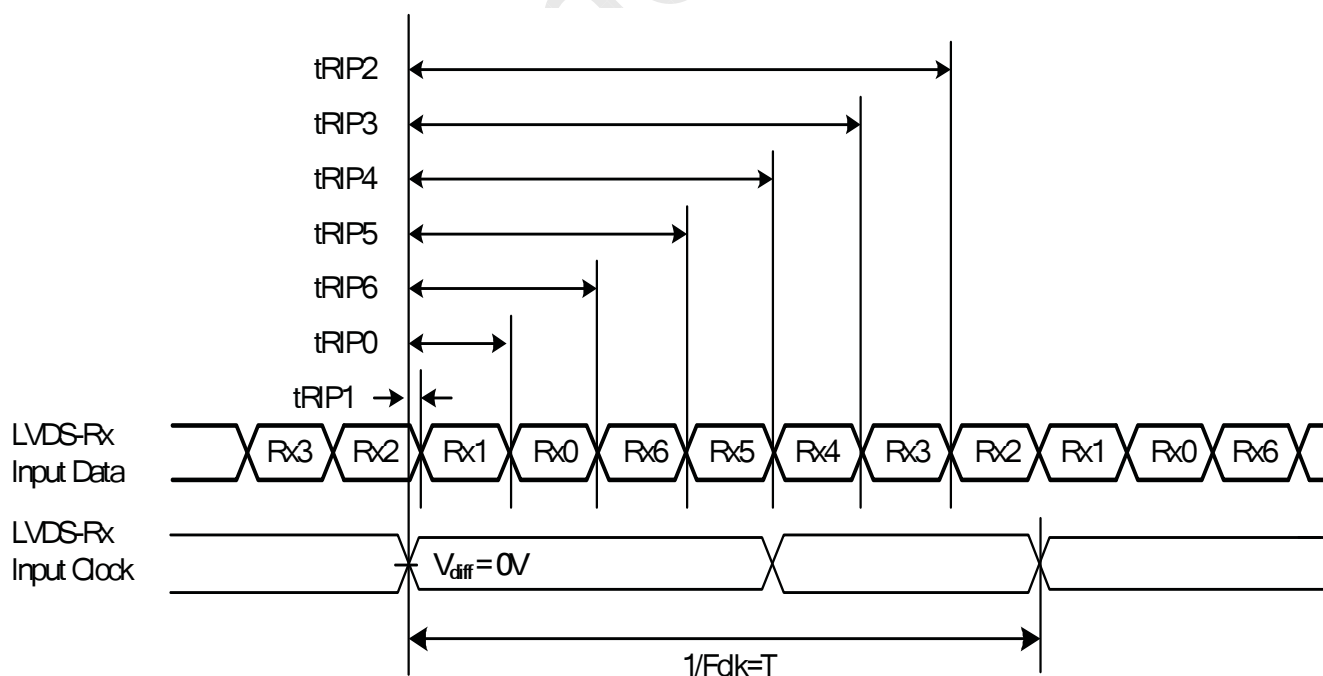 tRIP2
tRIP3
tRIP4
tRIP5
tRIP6
tRIP0
tRIP1
LVDS-Rx
Input Data
Rx3 Rx2 Rx1 Rx0 Rx6 Rx5 Rx4 Rx3 Rx2 Rx1 Rx0 Rx6
LVDS-Rx
Input Clock
Vdiff = 0V
1/Fclk=T